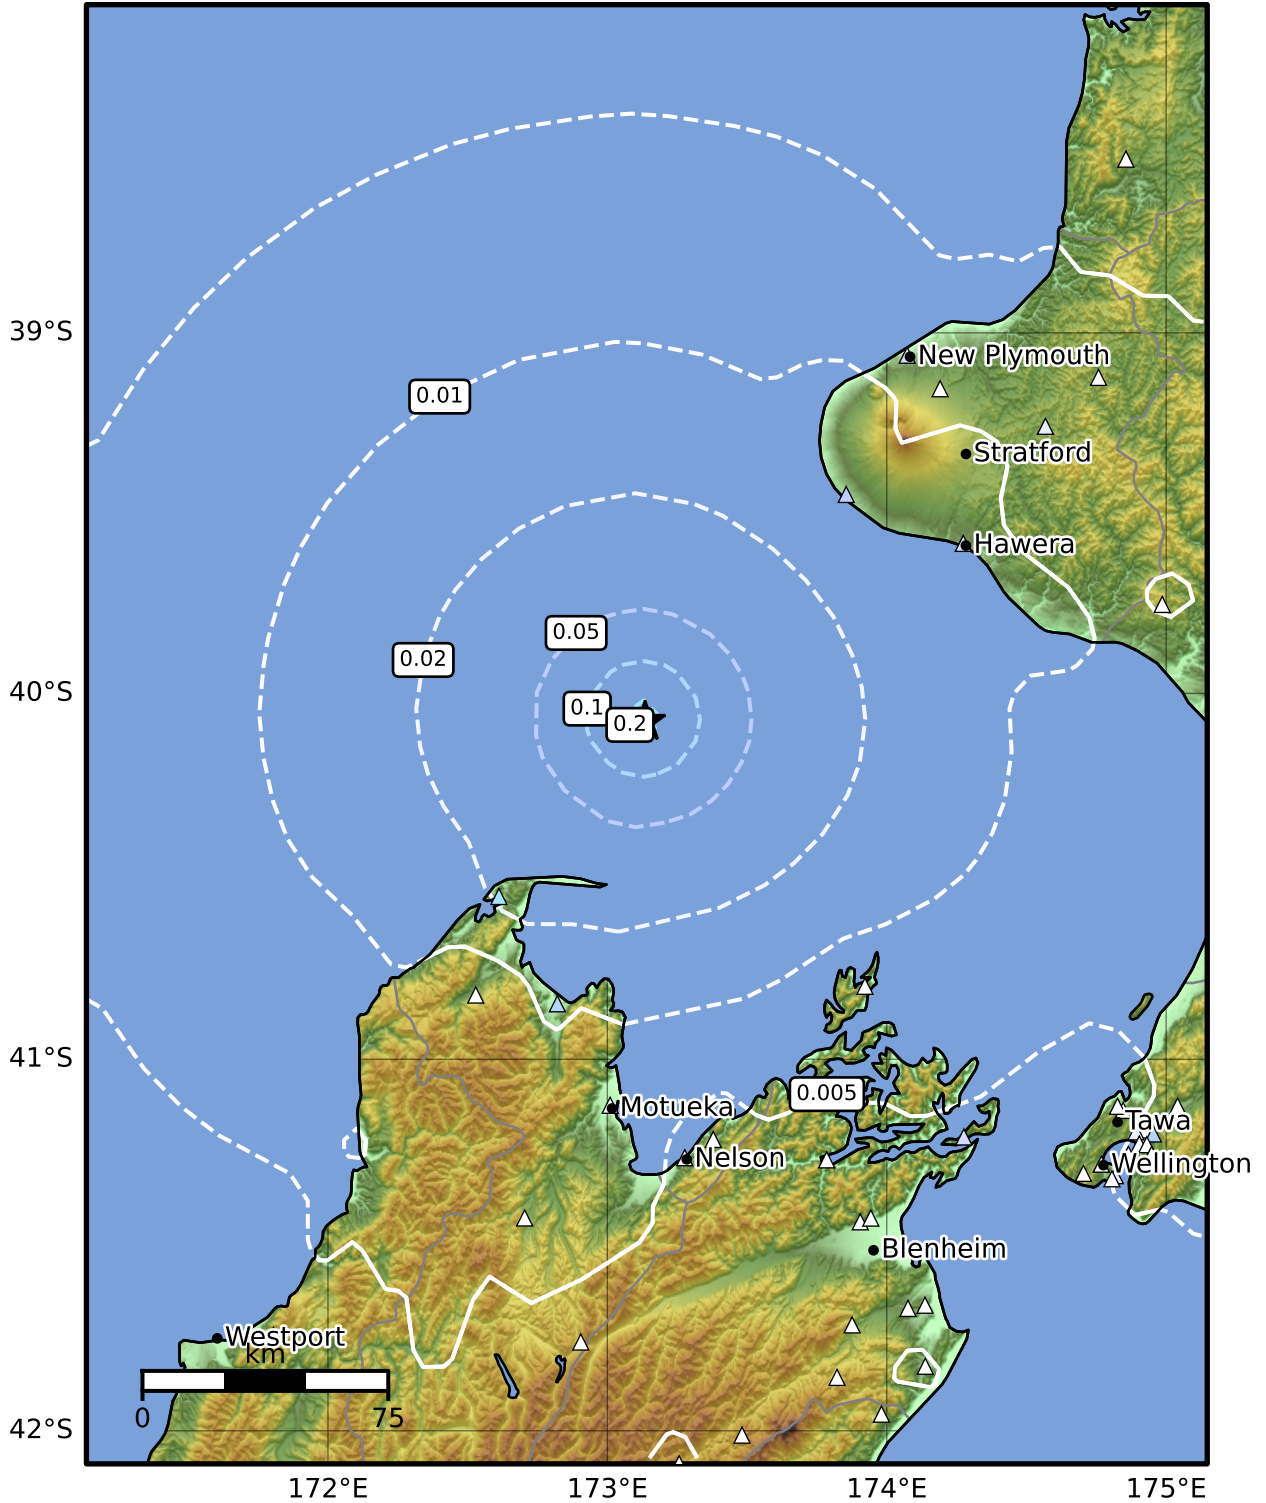 39°S
New Plymouth
0.01
Stratford
Hawera
0.05
0.02
40°S
0.1
0.2
41°S
0.005
Motueka
Tawa
Nelson
Wellington
Blenheim
Westport
km
0 75
42°S
172°E 173°E 174°E 175°E